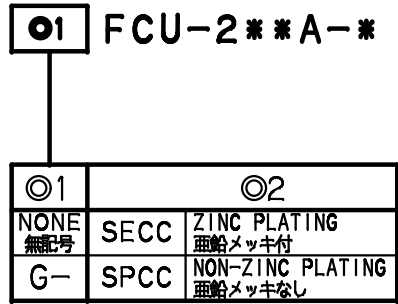 ◎1 FCU-2**A-*
◎1 ◎2
NONE
無記号 SECC ZINC PLATING
亜鉛メッキ付
G- SPCC NON-ZINC PLATING
亜鉛メッキなし